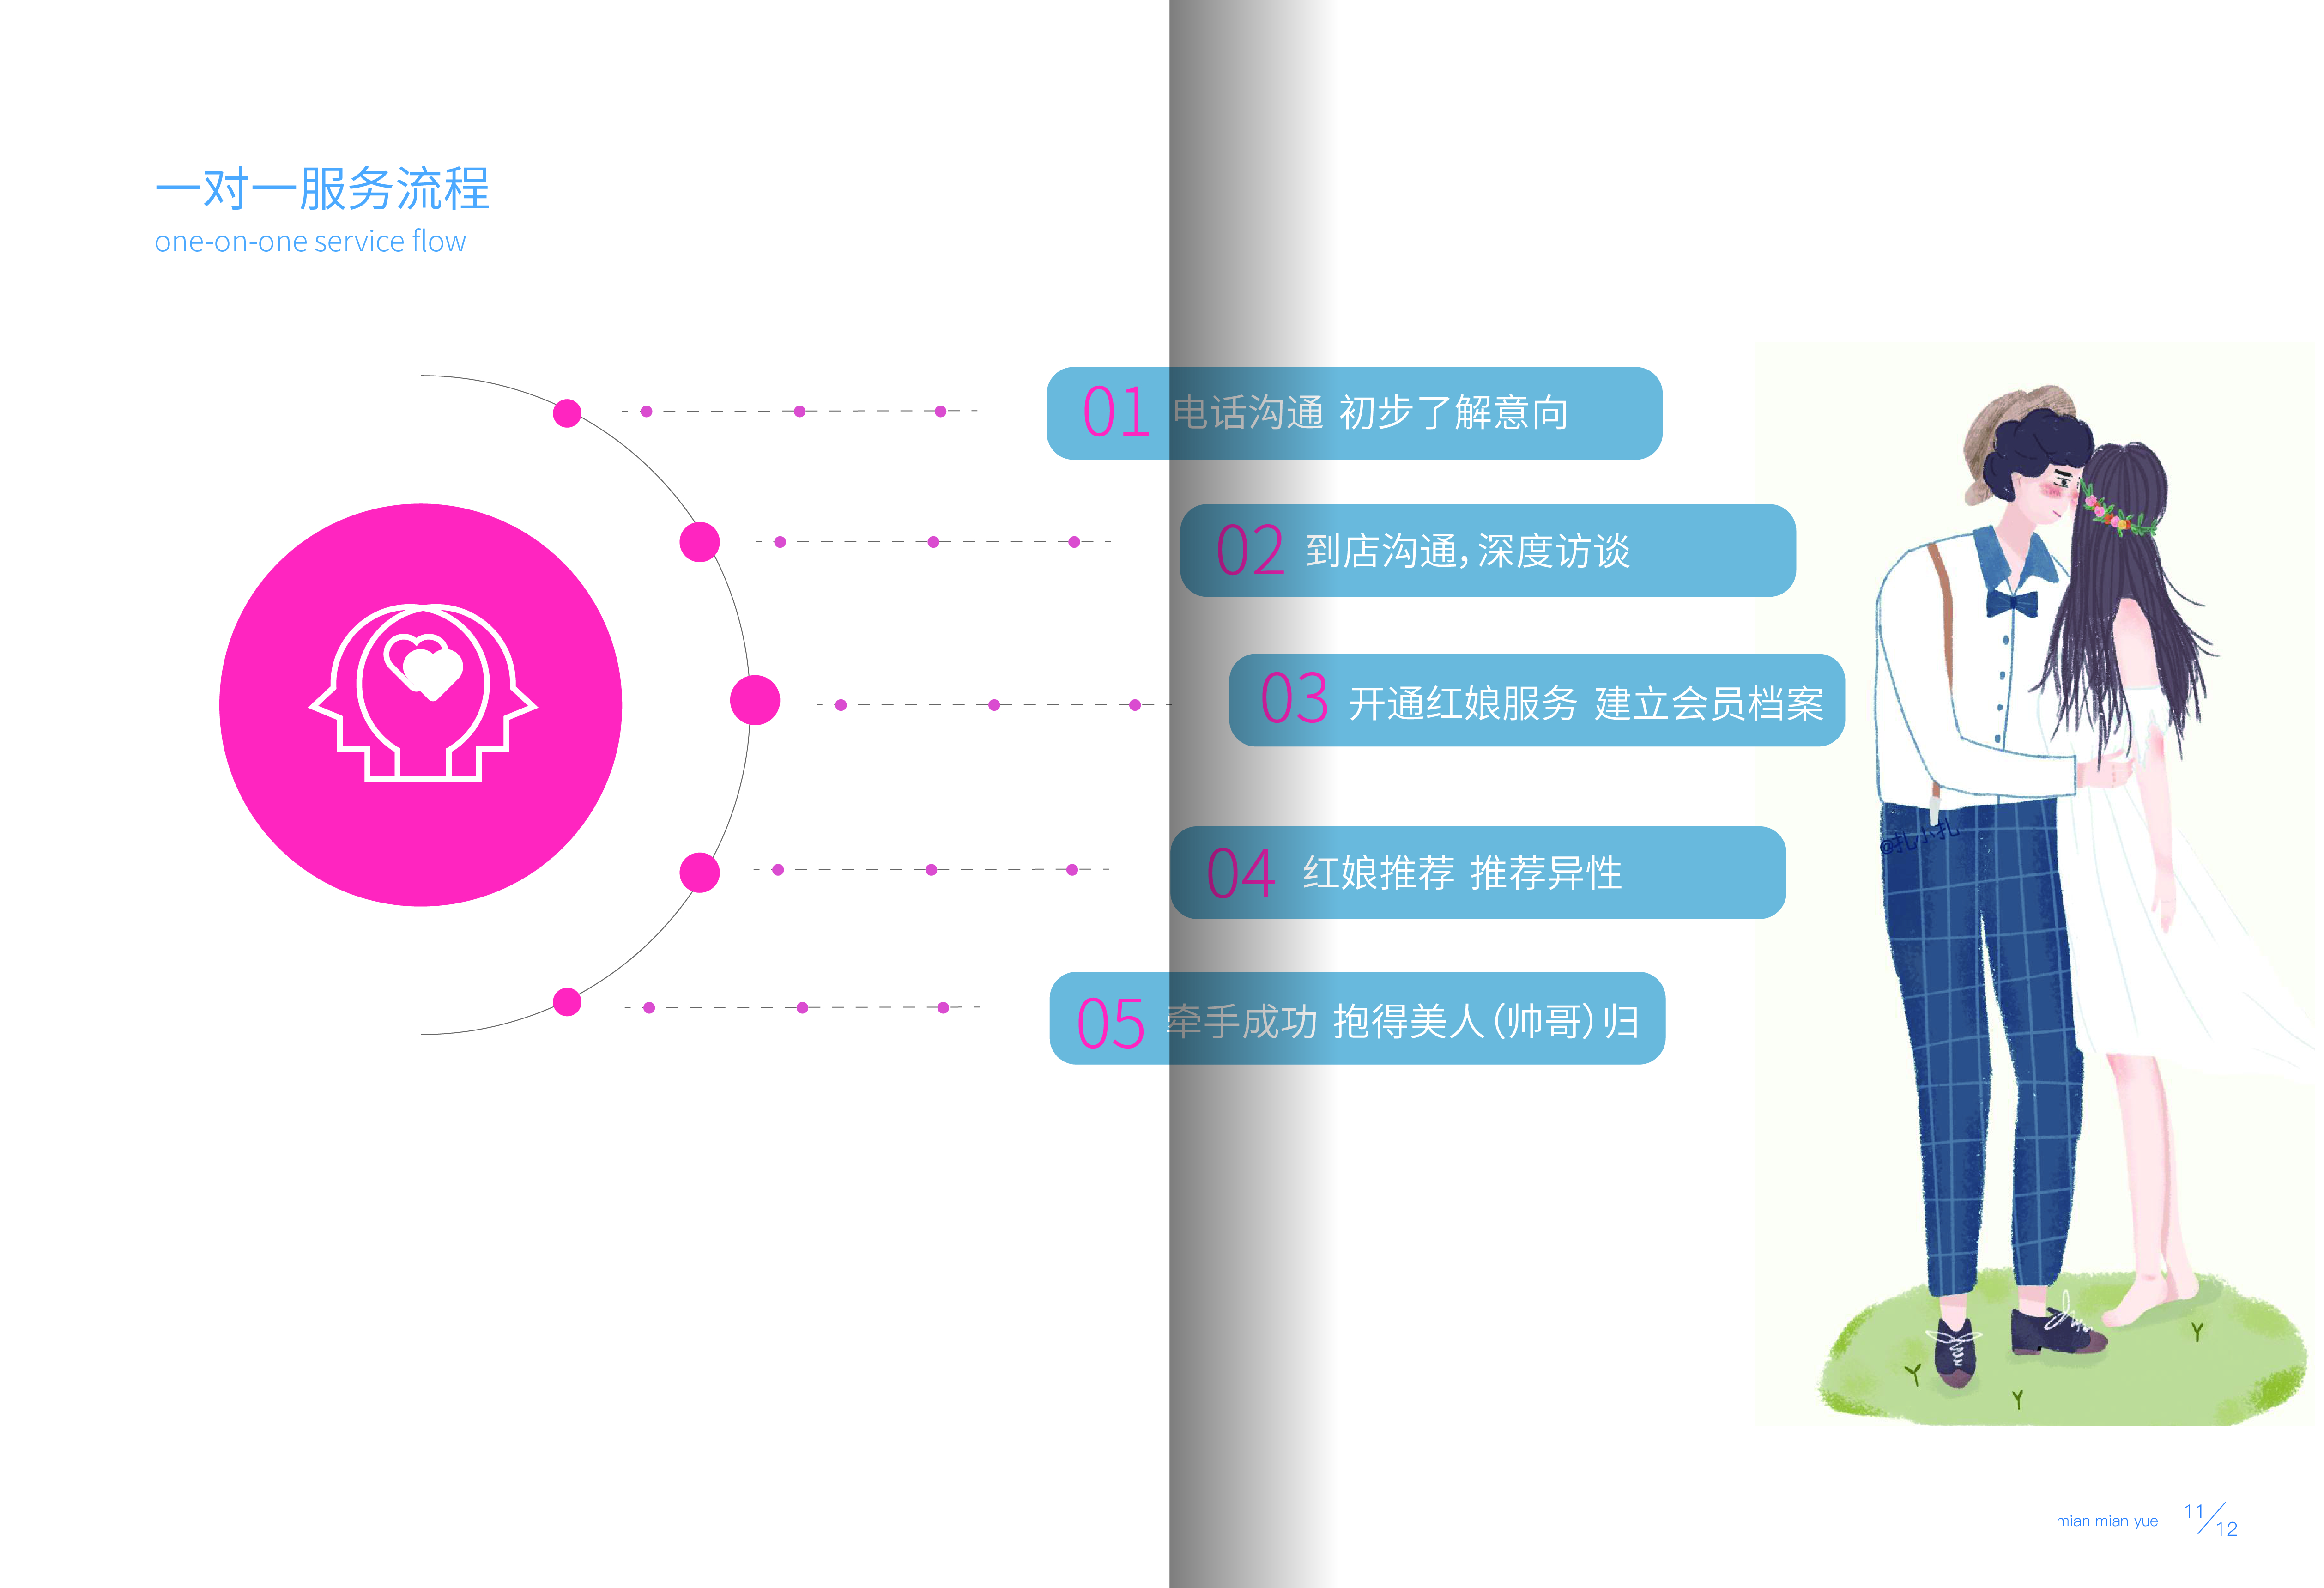 一对一服务流程
one-on-one service flow
01 电话沟通 初步了解意向
02 到店沟通，深度访谈
03 开通红娘服务 建立会员档案
04 红娘推荐 推荐异性
05 牵手成功 抱得美人（帅哥）归
@扎小扎
mian mian yue 11/12